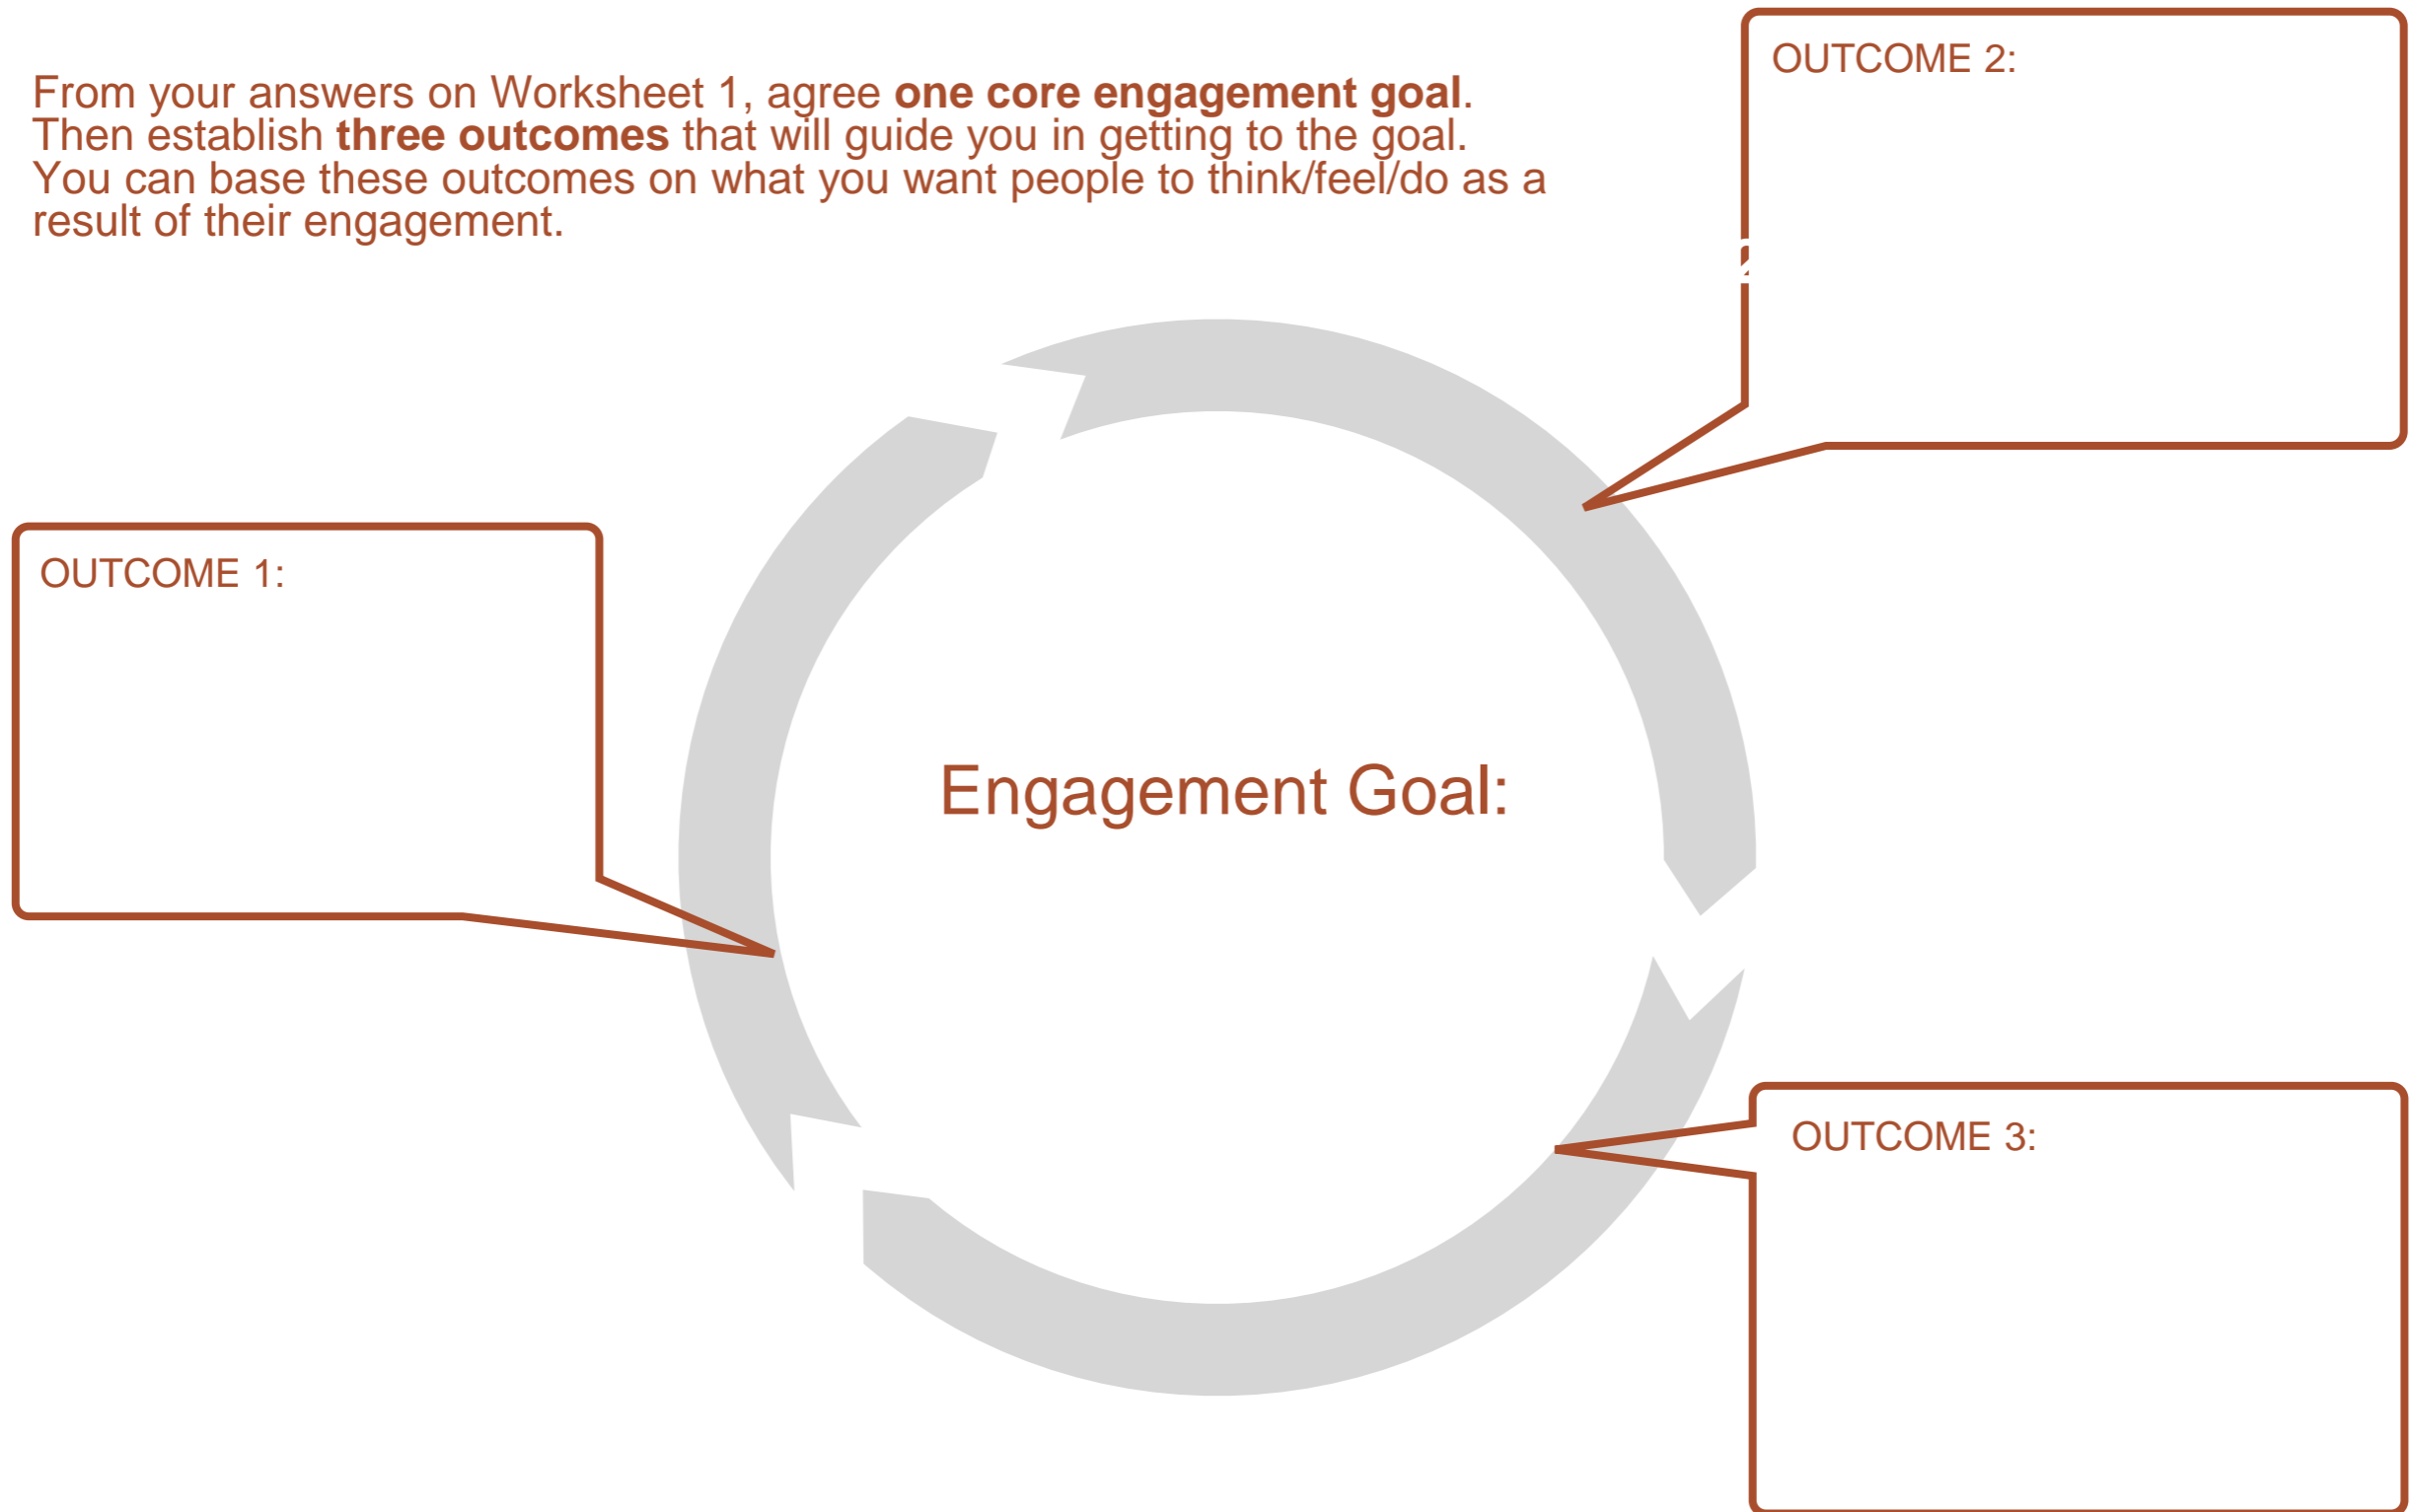 From your answers on Worksheet 1, agree one core engagement goal.
Then establish three outcomes that will guide you in getting to the goal.
You can base these outcomes on what you want people to think/feel/do as a
result of their engagement.
OUTCOME 2:
OUTCOME 1:
Engagement Goal:
OUTCOME 3: